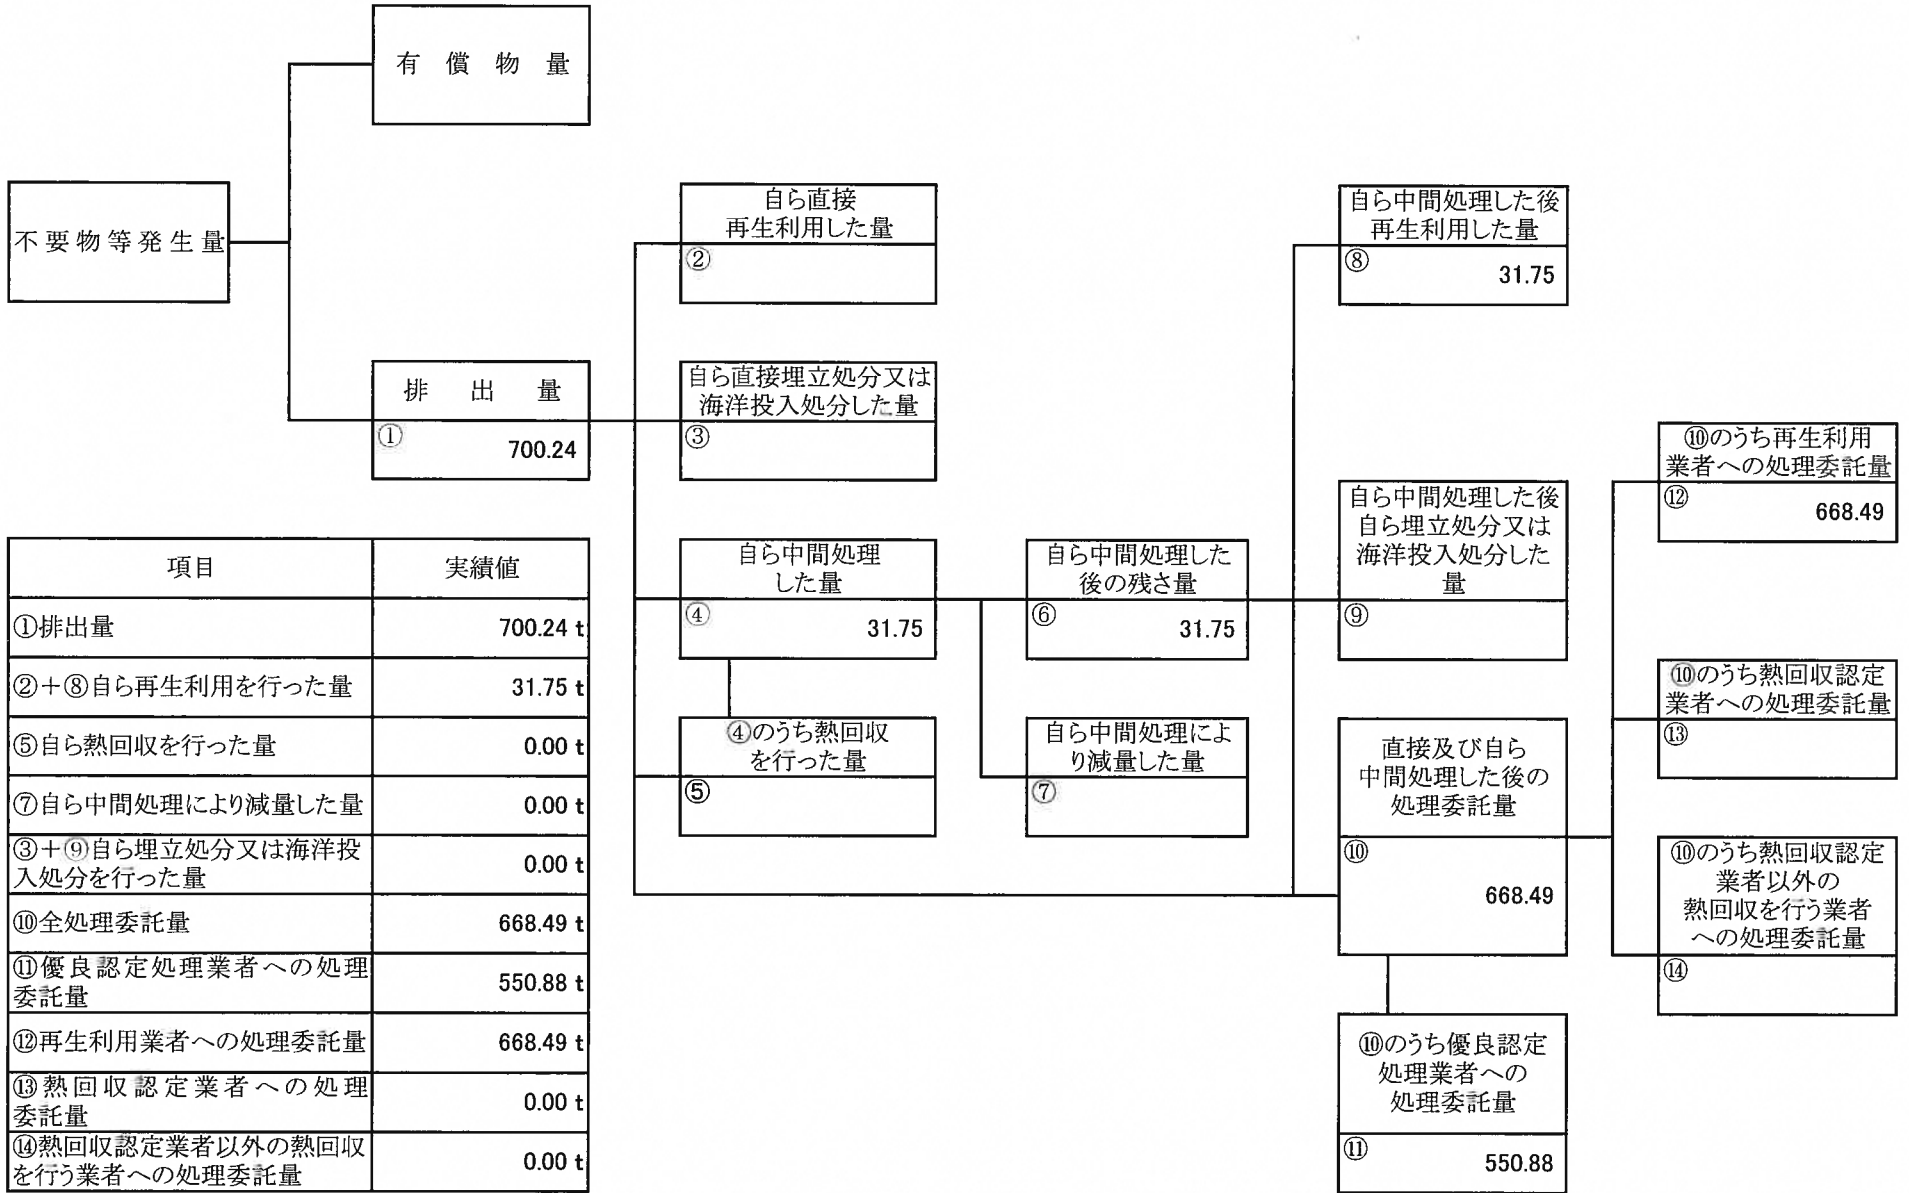 有償物量
不要物等発生量
排出量
① 700.24
自ら直接
再生利用した量
②
自ら直接埋立処分又は
海洋投入処分した量
③
自ら中間処理
した量
④ 31.75
④のうち熱回収
を行った量
⑤
自ら中間処理した
後の残さ量
⑥ 31.75
自ら中間処理によ
り減量した量
⑦
自ら中間処理した後
再生利用した量
⑧ 31.75
自ら中間処理した後
自ら埋立処分又は
海洋投入処分した
量
⑨
直接及び自ら
中間処理した後の
処理委託量
⑩
668.49
⑩のうち優良認定
処理業者への
処理委託量
⑪ 550.88
⑩のうち再生利用
業者への処理委託量
⑫ 668.49
⑩のうち熱回収認定
業者への処理委託量
⑬
⑩のうち熱回収認定
業者以外の
熱回収を行う業者
への処理委託量
⑭
項目 実績値
①排出量 700.24 t
②+⑧自ら再生利用を行った量 31.75 t
⑤自ら熱回収を行った量 0.00 t
⑦自ら中間処理により減量した量 0.00 t
③+⑨自ら埋立処分又は海洋投
入処分を行った量 0.00 t
⑩全処理委託量 668.49 t
⑪優良認定処理業者への処理
委託量 550.88 t
⑫再生利用業者への処理委託量 668.49 t
⑬熱回収認定業者への処理
委託量 0.00 t
⑭熱回収認定業者以外の熱回収
を行う業者への処理委託量 0.00 t